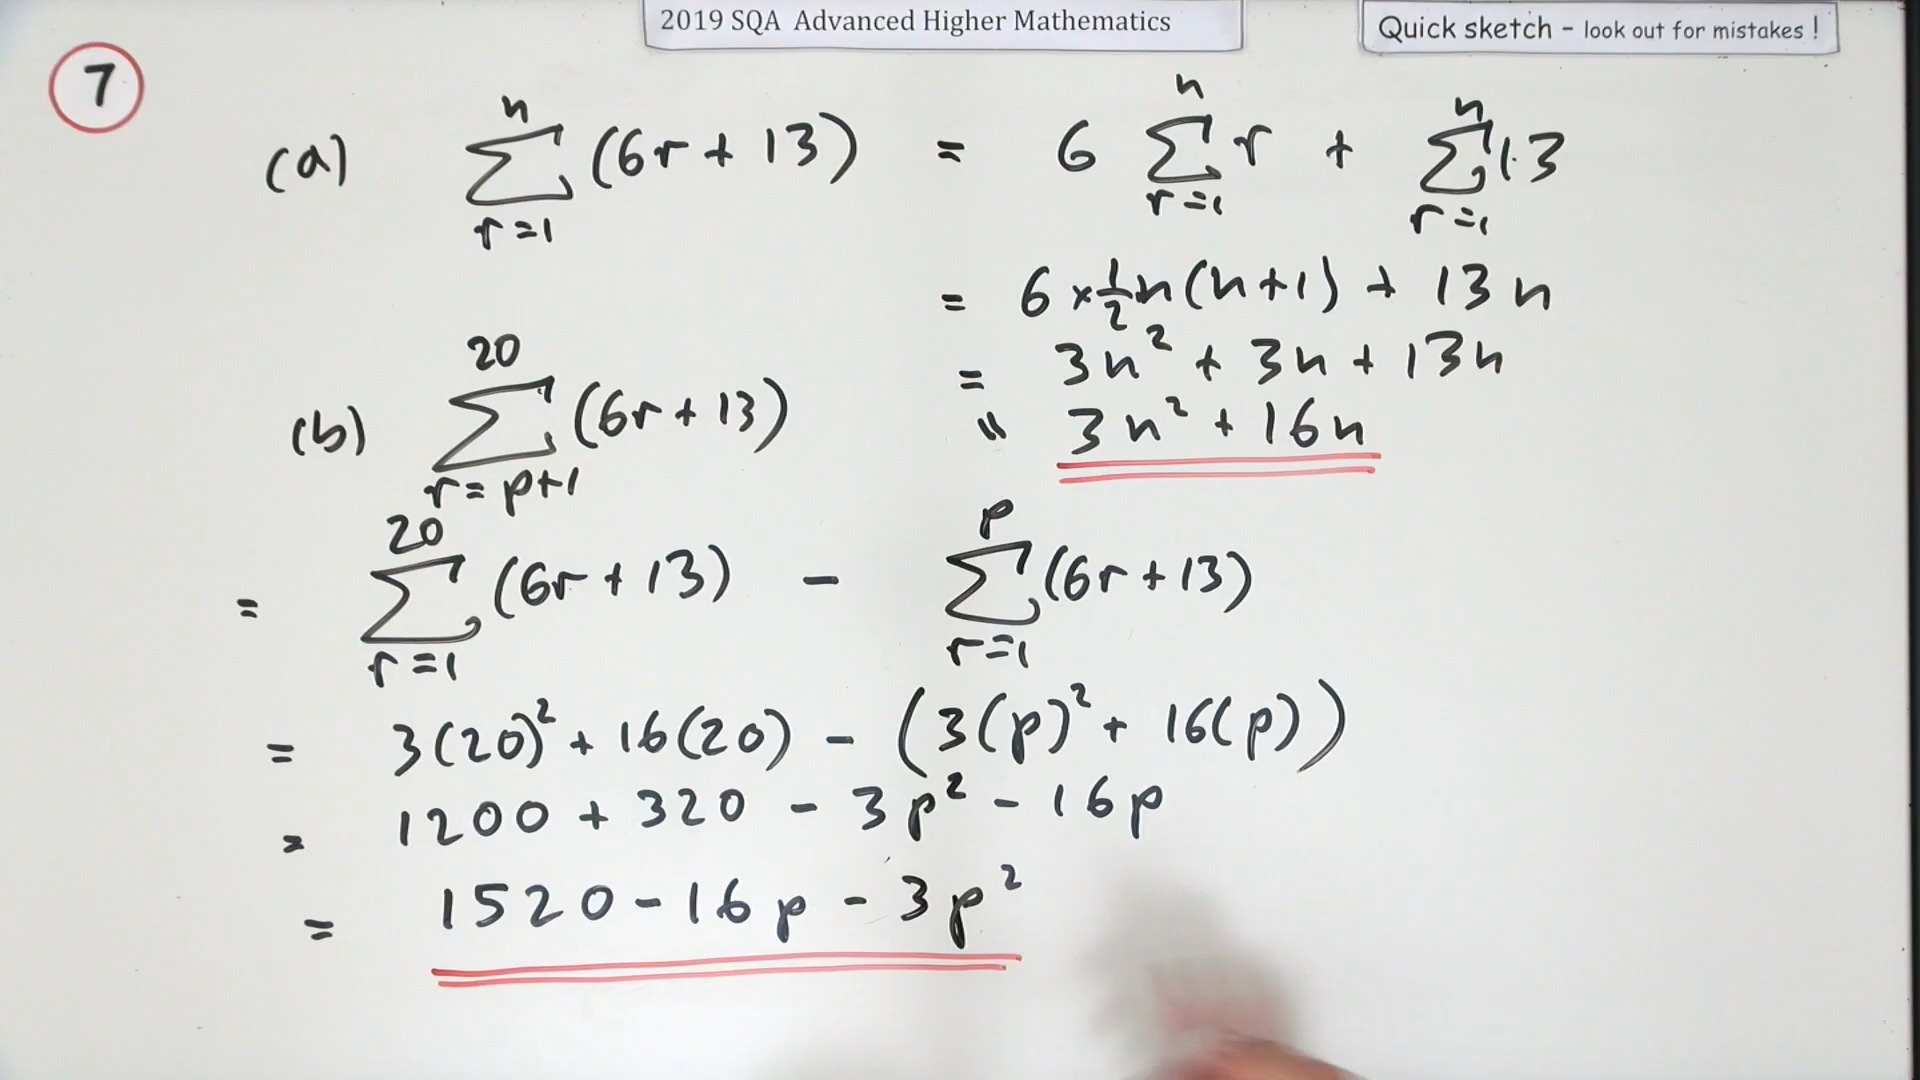 2019 SQA Advanced Higher Mathematics
Quick sketch - look out for mistakes !
7
(a) ∑_{r=1}^{n} (6r + 13) = 6 ∑_{r=1}^{n} r + ∑_{r=1}^{n} 13
= 6 × 1/2 n(n+1) + 13n
= 3n² + 3n + 13n
= 3n² + 16n
(b) ∑_{r=p+1}^{20} (6r + 13)
= ∑_{r=1}^{20} (6r + 13) - ∑_{r=1}^{p} (6r + 13)
= 3(20)² + 16(20) - (3(p)² + 16(p))
= 1200 + 320 - 3p² - 16p
= 1520 - 16p - 3p²